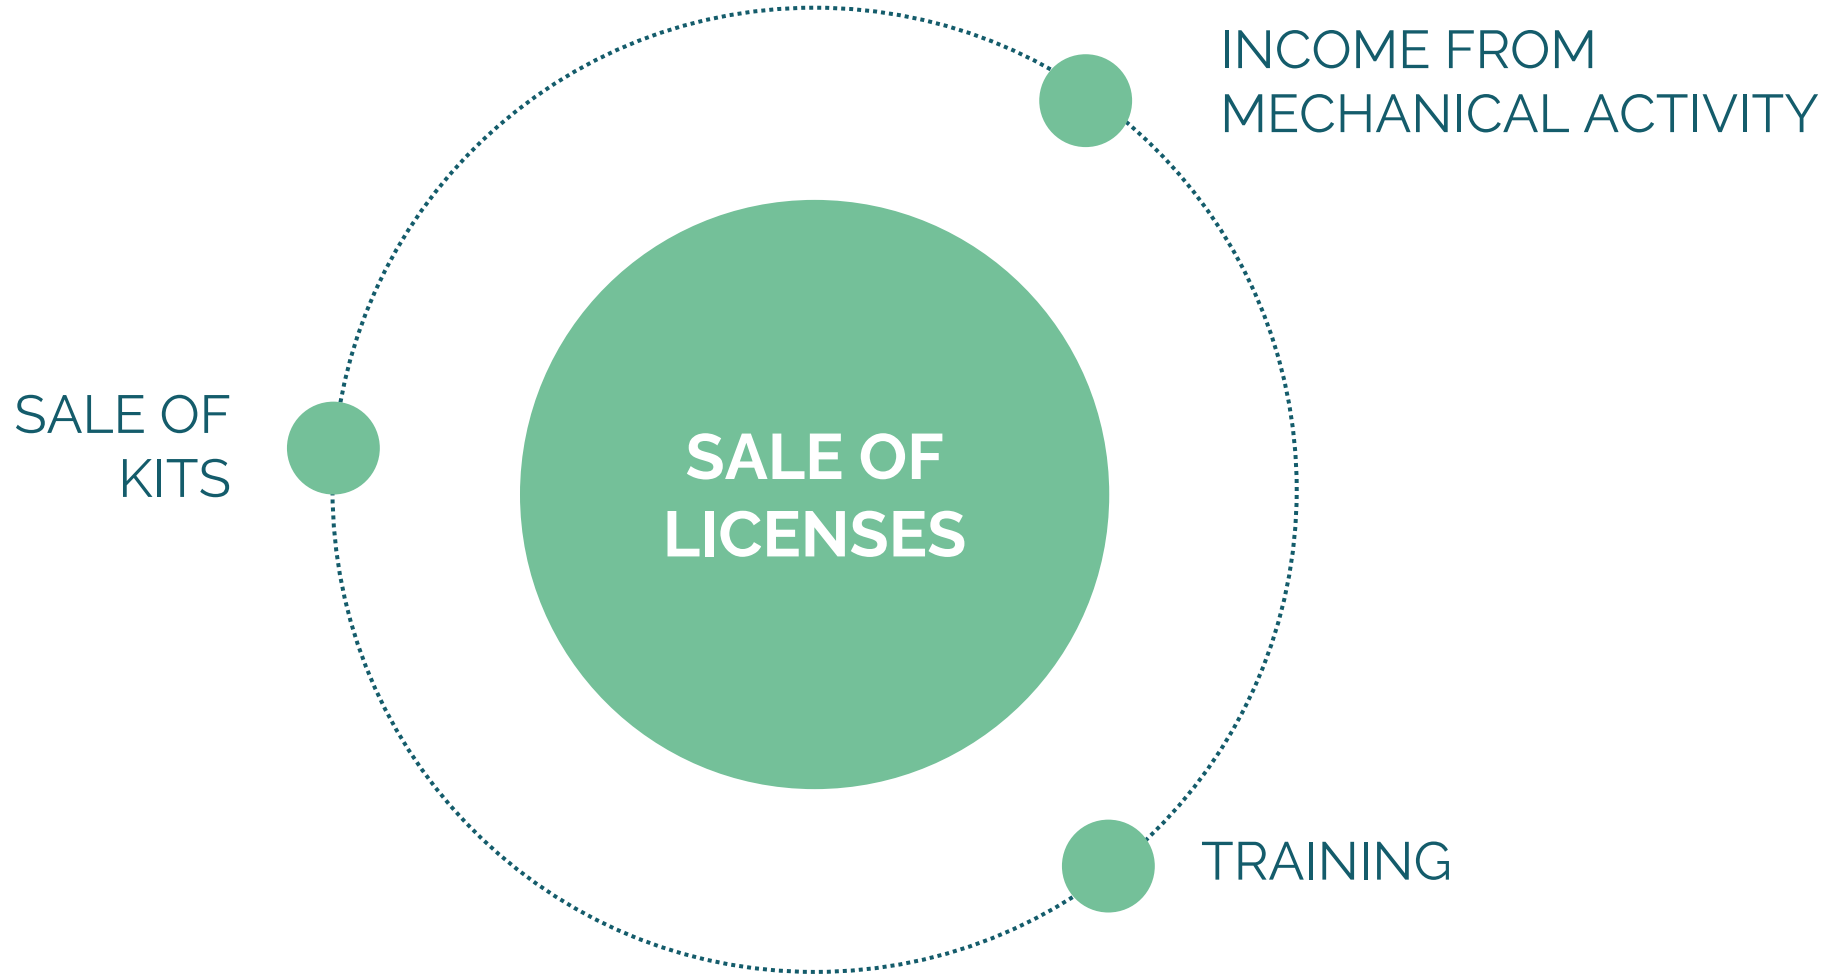 INCOME FROM
MECHANICAL ACTIVITY
SALE OF
KITS
SALE OF
LICENSES
TRAINING